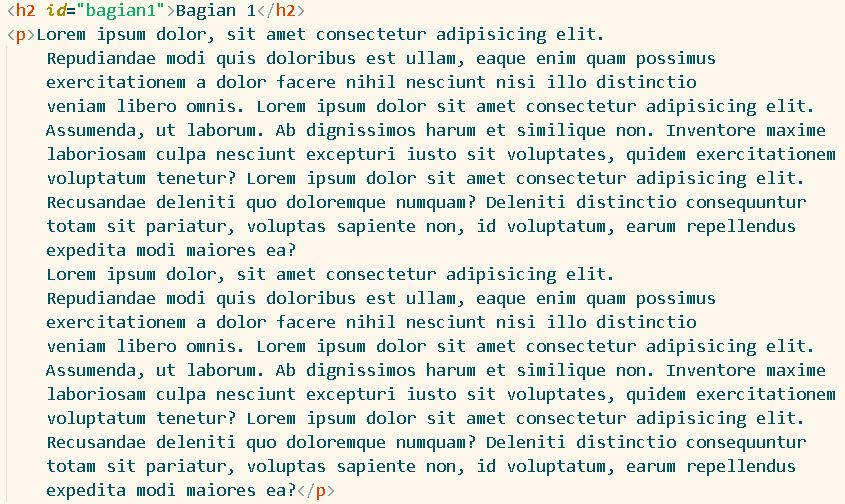 <h2 id="bagian1">Bagian 1</h2>
<p>Lorem ipsum dolor, sit amet consectetur adipisicing elit.
Repudiandae modi quis doloribus est ullam, eaque enim quam possimus
exercitationem a dolor facere nihil nesciunt nisi illo distinctio
veniam libero omnis. Lorem ipsum dolor sit amet consectetur adipisicing elit.
Assumenda, ut laborum. Ab dignissimos harum et similique non. Inventore maxime
laboriosam culpa nesciunt excepturi iusto sit voluptates, quidem exercitationem
voluptatum tenetur? Lorem ipsum dolor sit amet consectetur adipisicing elit.
Recusandae deleniti quo doloremque numquam? Deleniti distinctio consequuntur
totam sit pariatur, voluptas sapiente non, id voluptatum, earum repellendus
expedita modi maiores ea?
Lorem ipsum dolor, sit amet consectetur adipisicing elit.
Repudiandae modi quis doloribus est ullam, eaque enim quam possimus
exercitationem a dolor facere nihil nesciunt nisi illo distinctio
veniam libero omnis. Lorem ipsum dolor sit amet consectetur adipisicing elit.
Assumenda, ut laborum. Ab dignissimos harum et similique non. Inventore maxime
laboriosam culpa nesciunt excepturi iusto sit voluptates, quidem exercitationem
voluptatum tenetur? Lorem ipsum dolor sit amet consectetur adipisicing elit.
Recusandae deleniti quo doloremque numquam? Deleniti distinctio consequuntur
totam sit pariatur, voluptas sapiente non, id voluptatum, earum repellendus
expedita modi maiores ea?</p>